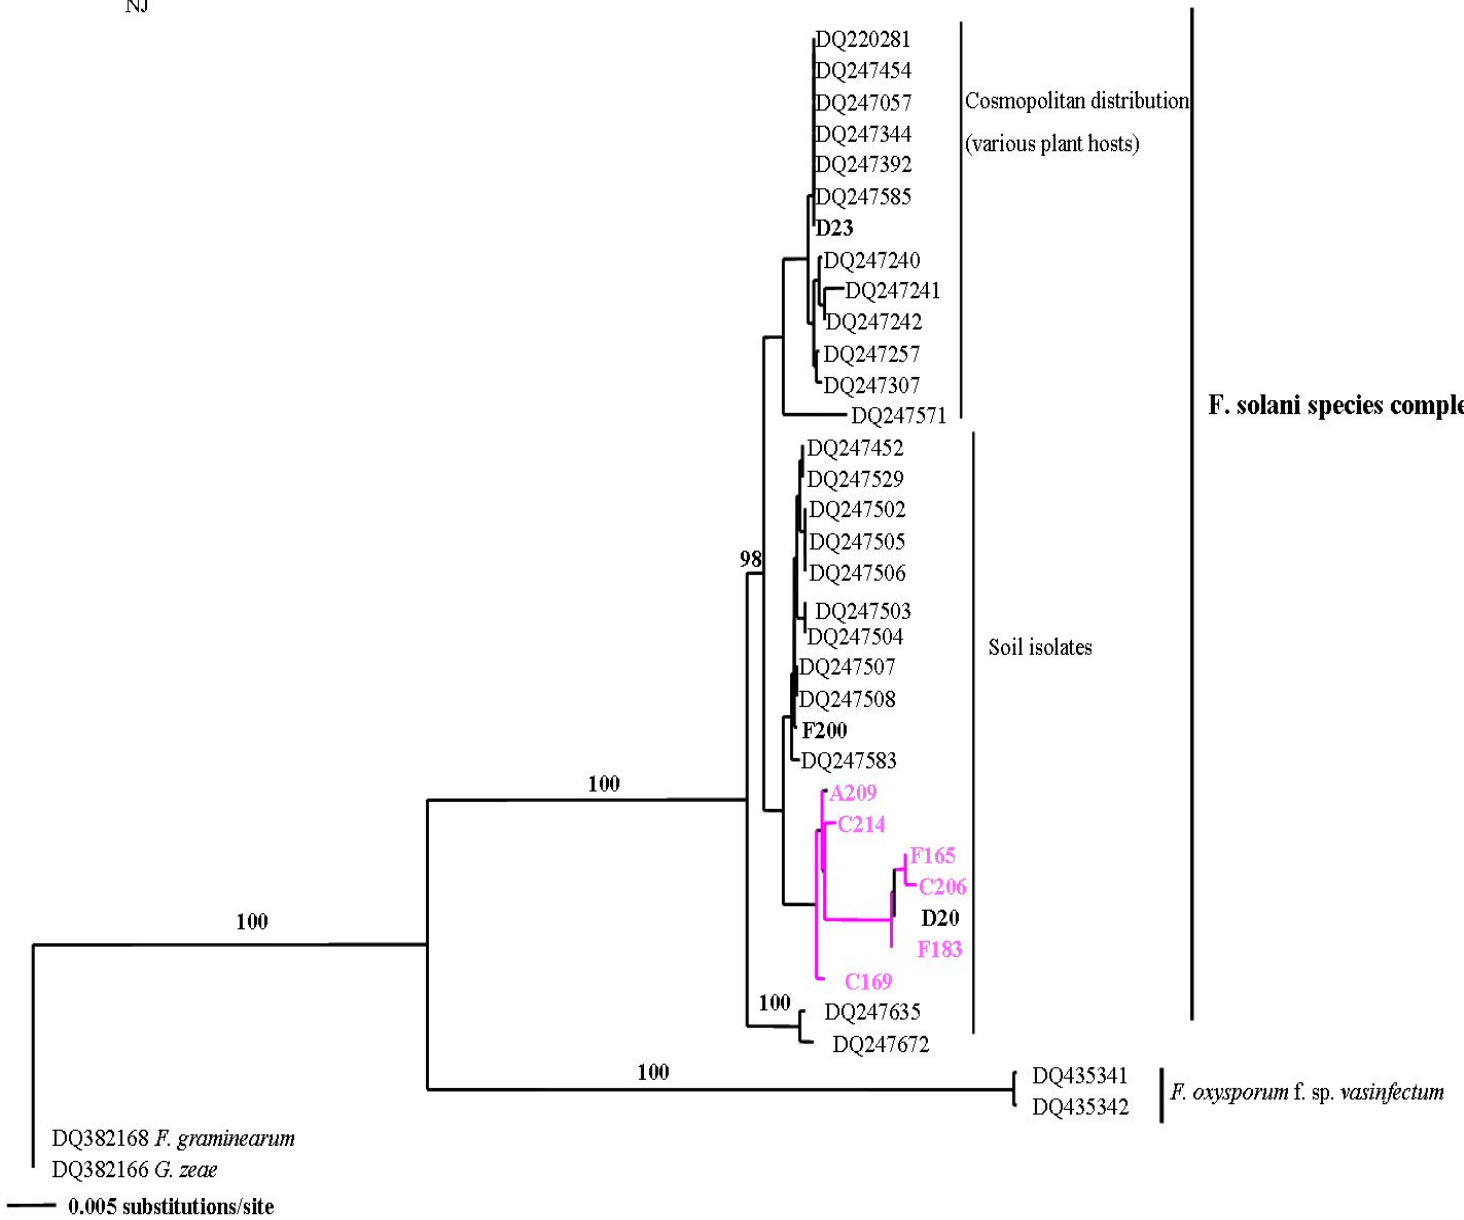 NJ
DQ220281
DQ247454
DQ247057
Cosmopolitan distribution
DQ247344
(various plant hosts)
DQ247392
DQ247585
D23
DQ247240
DQ247241
DQ247242
DQ247257
DQ247307
F. solani species comple
DQ247571
DQ247452
DQ247529
DQ247502
DQ247505
98
DQ247506
DQ247503
DQ247504
Soil isolates
DQ247507
DQ247508
F200
DQ247583
100
A209
C214
F165
C206
D20
100
F183
C169
100
DQ247635
DQ247672
100
DQ435341
F. oxysporum f. sp. vasinfectum
DQ435342
DQ382168 F. graminearum
DQ382166 G. zeae
0.005 substitutions/site